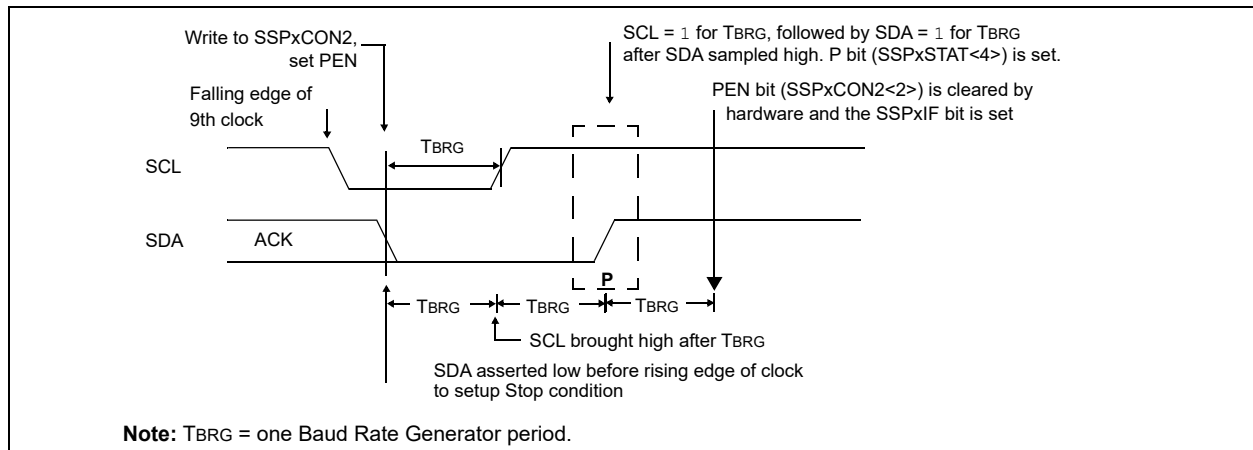 Write to SSPxCON2,
set PEN
SCL = 1 for TBRG, followed by SDA = 1 for TBRG
after SDA sampled high. P bit (SSPxSTAT<4>) is set.
Falling edge of
9th clock
PEN bit (SSPxCON2<2>) is cleared by
hardware and the SSPxIF bit is set
TBRG
SCL
SDA
ACK
P
TBRG
TBRG
TBRG
SCL brought high after TBRG
SDA asserted low before rising edge of clock
to setup Stop condition
Note: TBRG = one Baud Rate Generator period.